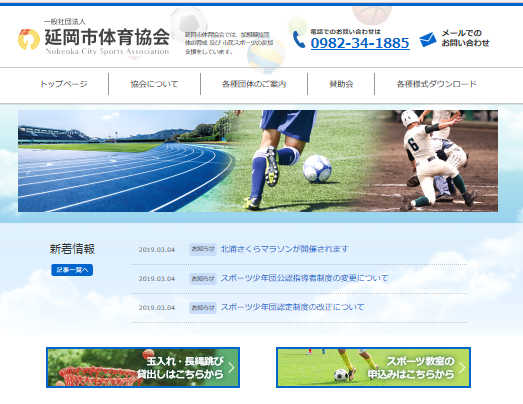 一般社団法人
延岡市体育協会
Nobeoka City Sports Association
延岡市体育協会では、加盟競技団
体の育成 及び 市民スポーツの参加
支援をしています。
電話でのお問い合わせは
0982-34-1885
メールでの
お問い合わせ
トップページ
協会について
各種団体のご案内
賛助会
各種様式ダウンロード
6
新着情報
記事一覧へ
2019.03.04 お知らせ 北浦さくらマラソンが開催されます
2019.03.04 お知らせ スポーツ少年団公認指導者制度の変更について
2019.03.04 お知らせ スポーツ少年団認定制度の改正について
玉入れ・長縄跳び
貸出しはこちらから
スポーツ教室の
申込みはこちらから